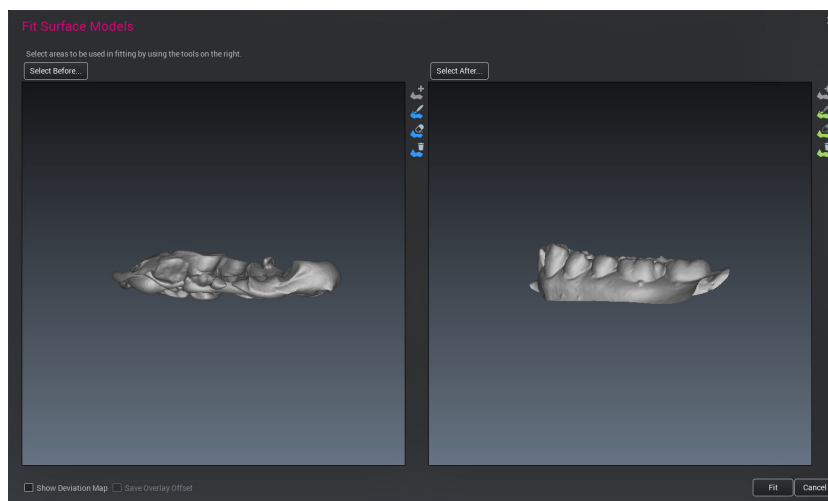 Fit Surface Models
Select areas to be used in fitting by using the tools on the right.
Select Before...
Select After...
Show Deviation Map
Save Overlay Offset
Fit
Cancel